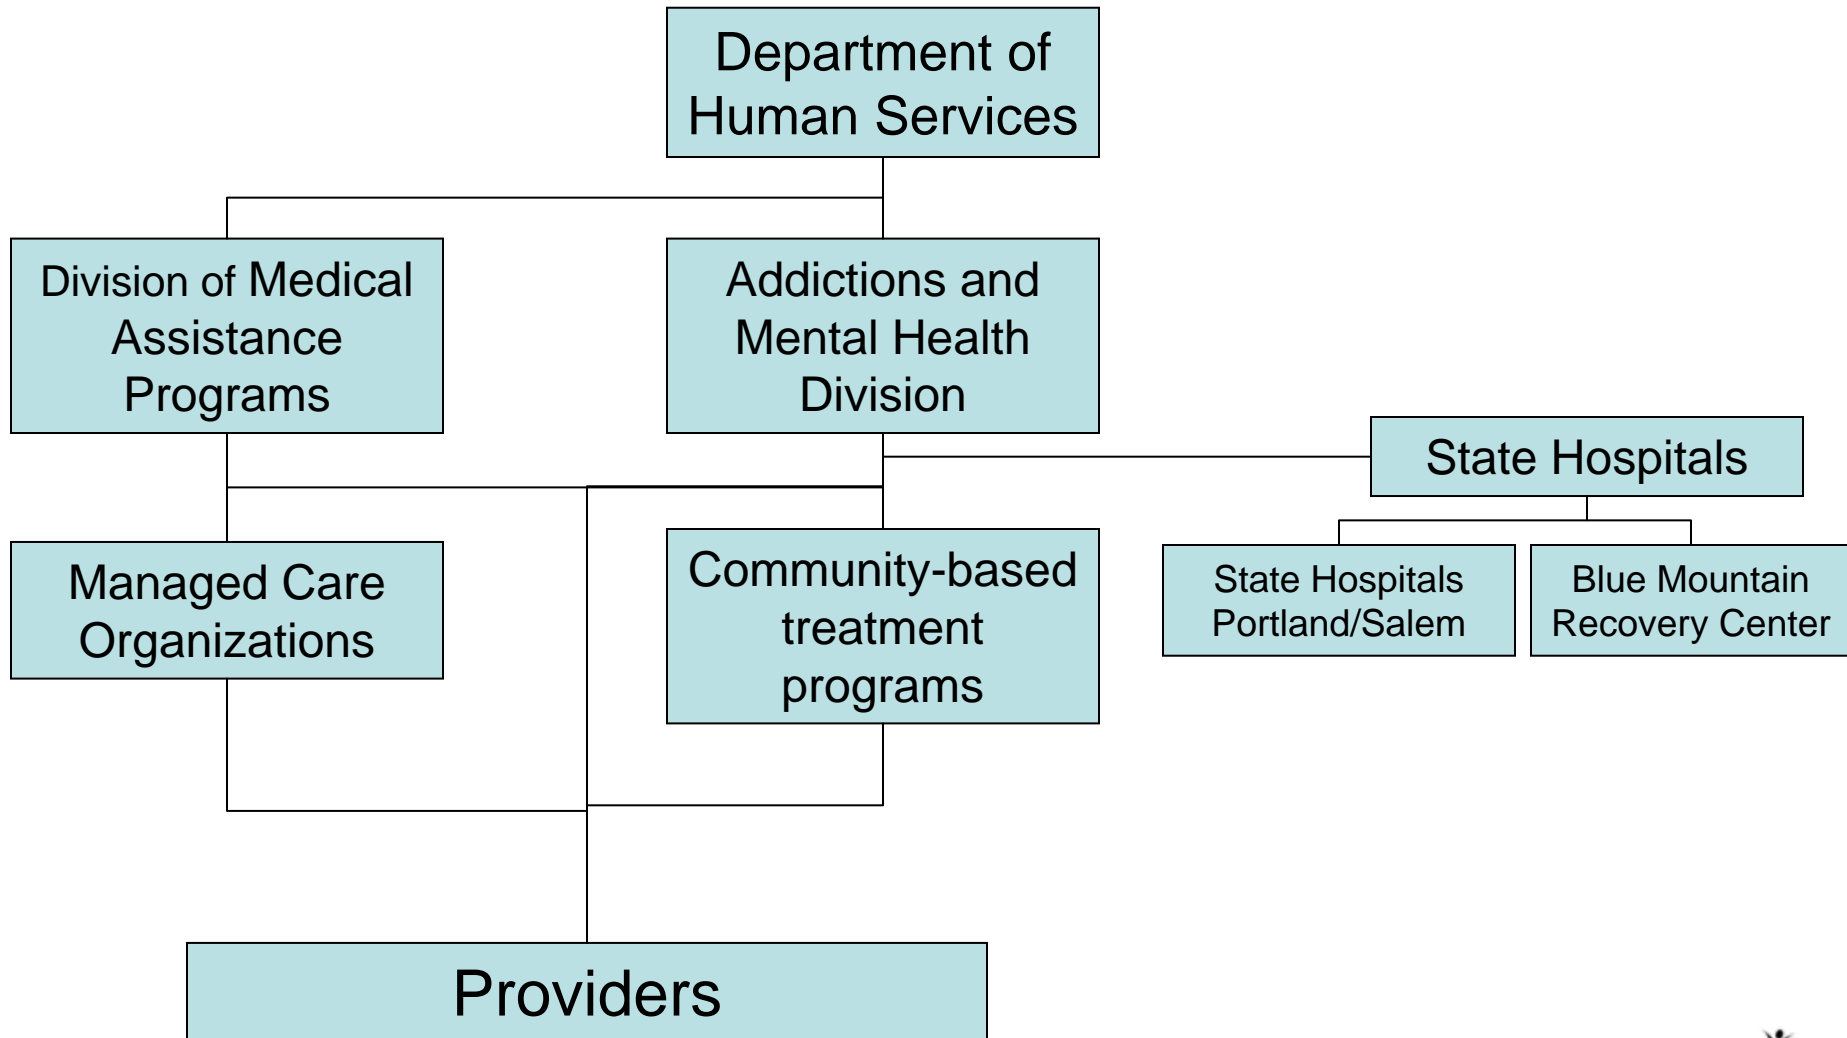 Department of
Human Services
Division of Medical
Assistance
Programs
Addictions and
Mental Health
Division
State Hospitals
Managed Care
Organizations
Community-based
treatment
programs
State Hospitals
Portland/Salem
Blue Mountain
Recovery Center
Providers